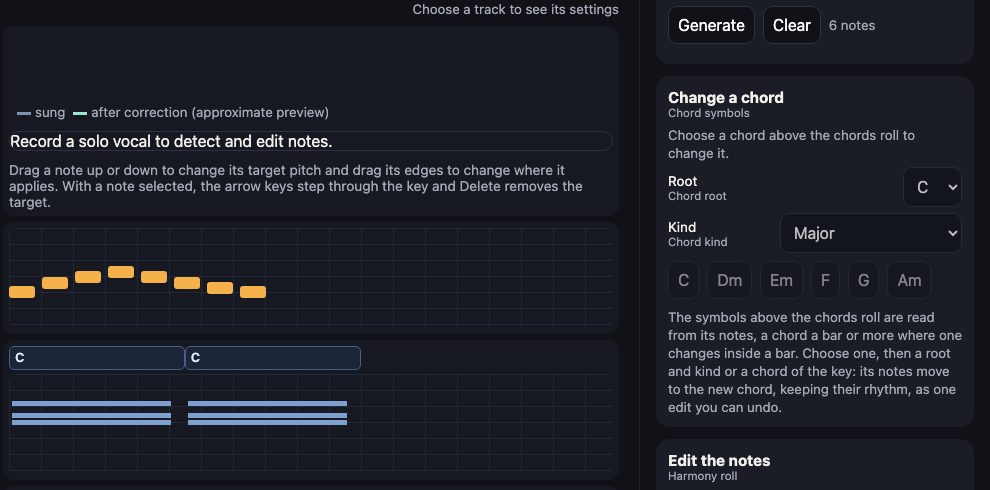 Choose a track to see its settings
sung
after correction (approximate preview)
Record a solo vocal to detect and edit notes.
Drag a note up or down to change its target pitch and drag its edges to change where it
applies. With a note selected, the arrow keys step through the key and Delete removes the
target.
C
C
Generate
Clear
6 notes
Change a chord
Chord symbols
Choose a chord above the chords roll to
change it.
Root
Chord root
C
Kind
Chord kind
Major
C
Dm
Em
F
G
Am
The symbols above the chords roll are read
from its notes, a chord a bar or more where one
changes inside a bar. Choose one, then a root
and kind or a chord of the key: its notes move
to the new chord, keeping their rhythm, as one
edit you can undo.
Edit the notes
Harmony roll